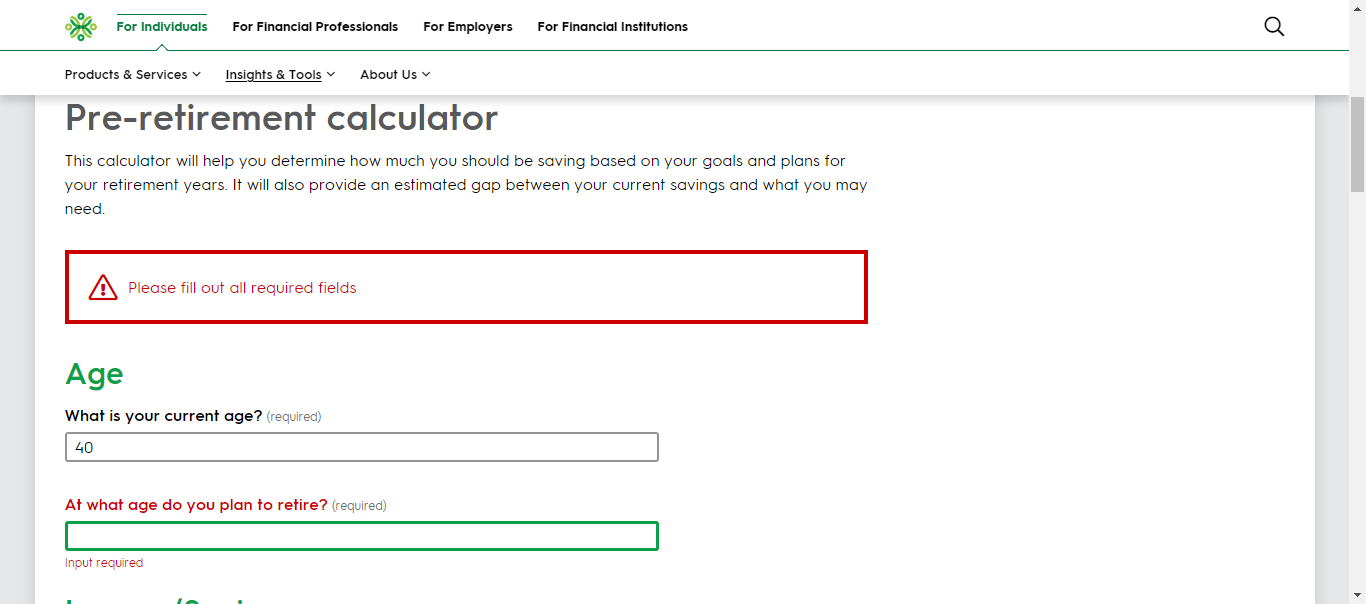 For Individuals For Financial Professionals For Employers For Financial Institutions
Products & Services Insights & Tools About Us
Pre-retirement calculator
This calculator will help you determine how much you should be saving based on your goals and plans for
your retirement years. It will also provide an estimated gap between your current savings and what you may
need.
Please fill out all required fields
Age
What is your current age? (required)
40
At what age do you plan to retire? (required)
Input required